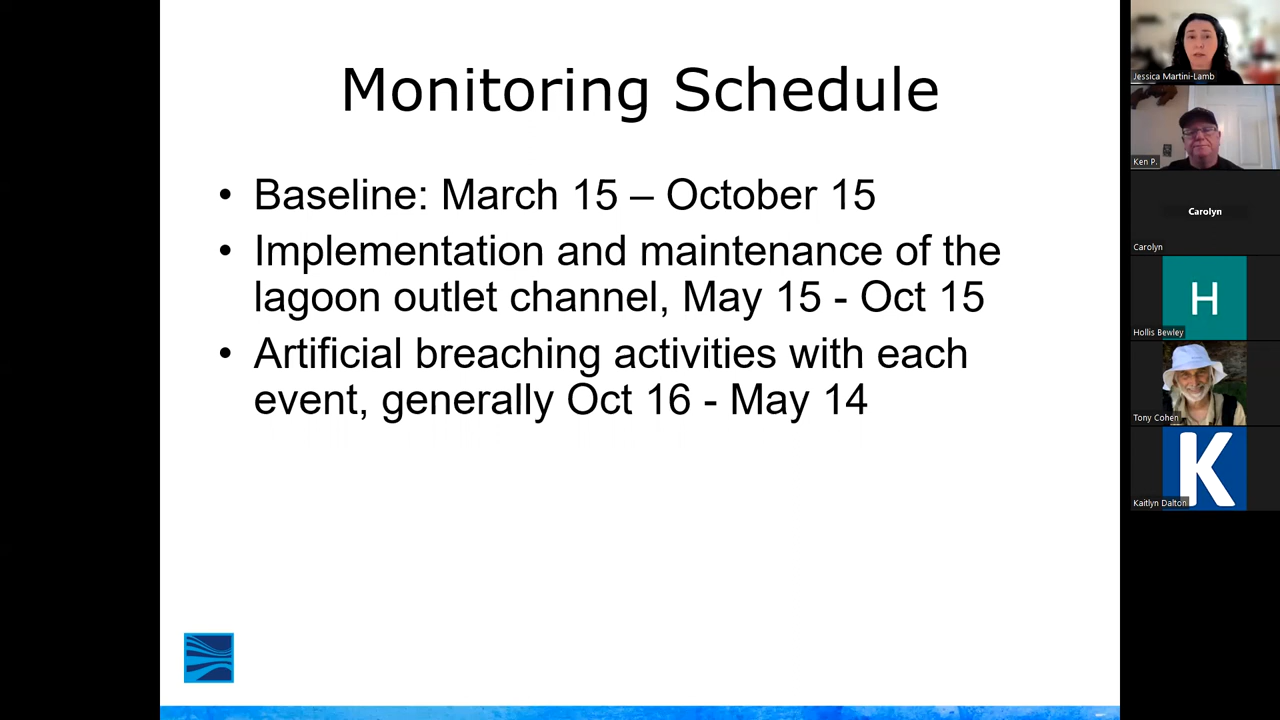 Monitoring Schedule
• Baseline: March 15 – October 15
• Implementation and maintenance of the
lagoon outlet channel, May 15 - Oct 15
• Artificial breaching activities with each
event, generally Oct 16 - May 14
Jessica Martini-Lamb
Ken P.
Carolyn
Carolyn
H
Hollis Bewley
Tony Cohen
K
Kaitlyn Dalton